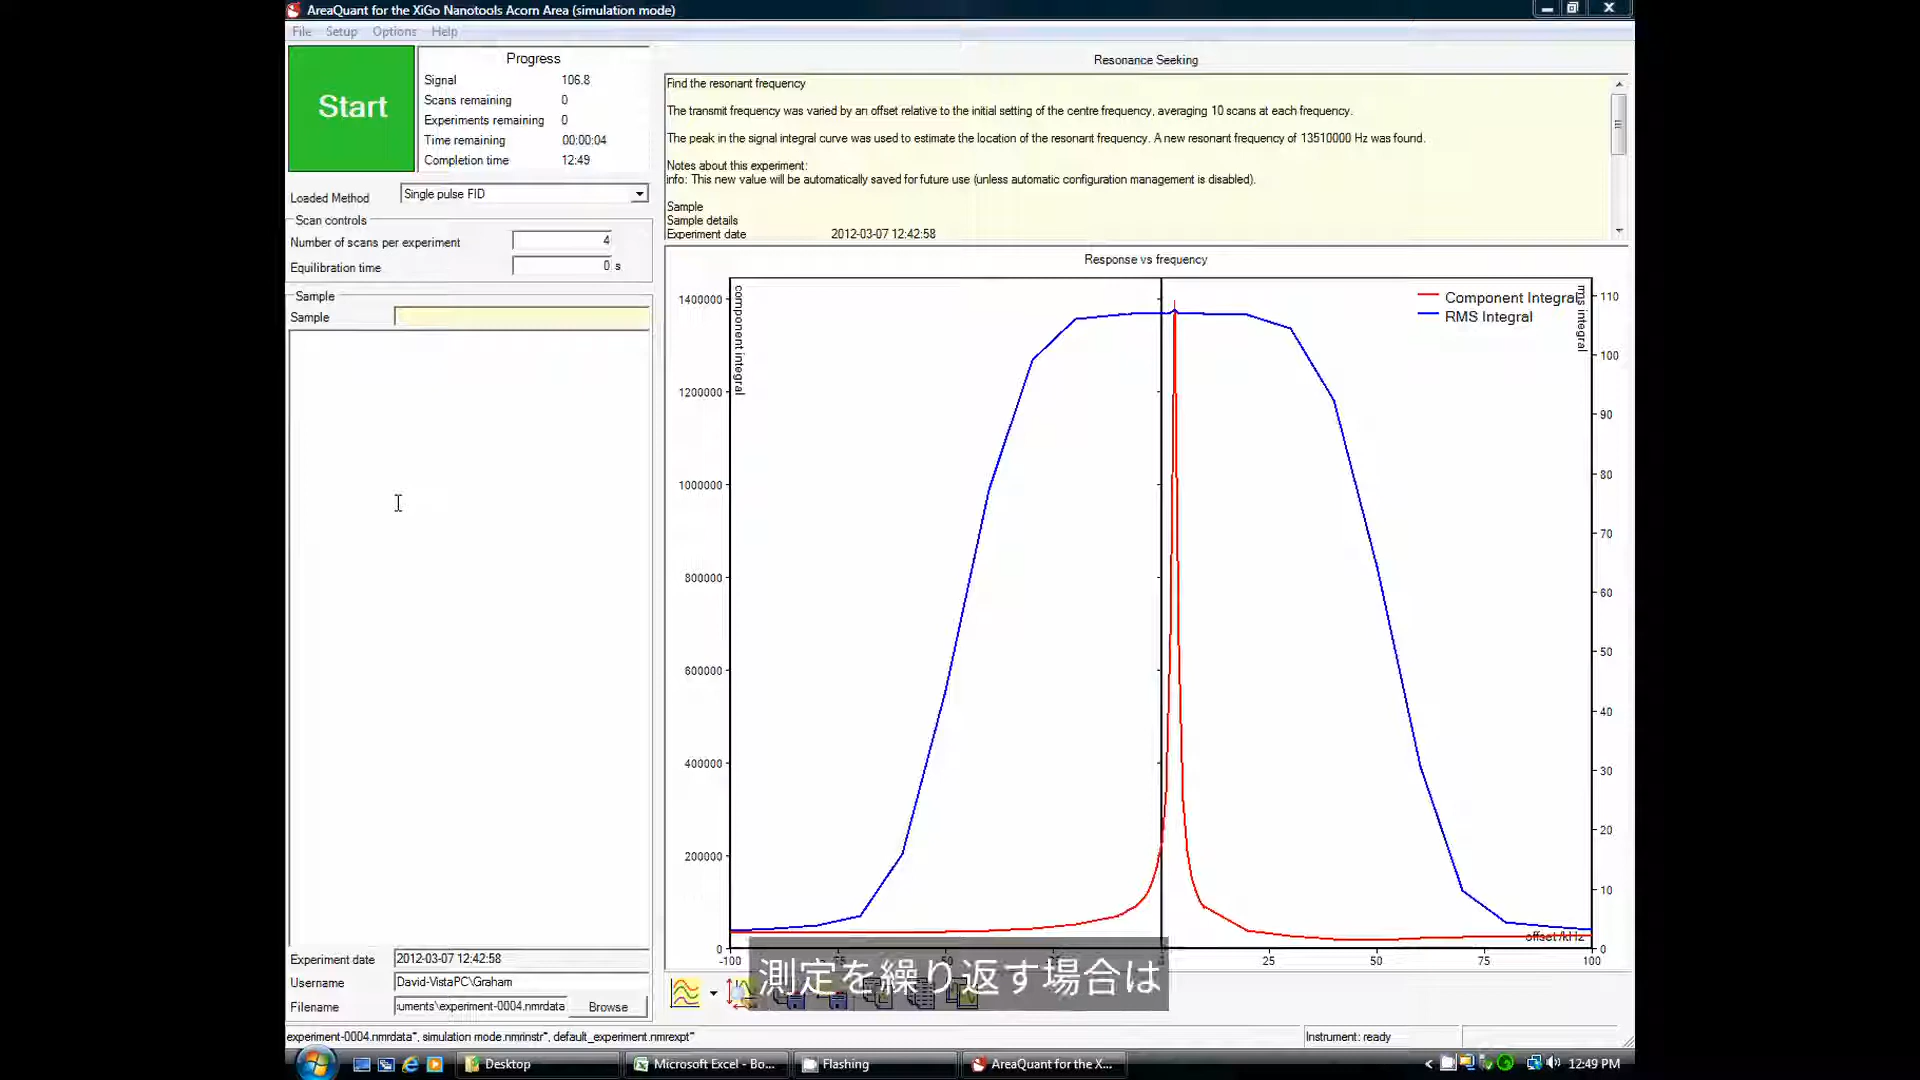 AreaQuant for the XiGo Nanotools Acorn Area (simulation mode)
File Setup Options Help
Start
Progress
Signal 106.8
Scans remaining 0
Experiments remaining 0
Time remaining 00:00:04
Completion time 12:49
Loaded Method Single pulse FID
Scan controls
Number of scans per experiment 4
Equilibration time 0 s
Sample
Sample
Experiment date 2012-03-07 12:42:58
Username David-VistaPC\Graham
Filename :uments\experiment-0004.nmrdata Browse
Resonance Seeking
Find the resonant frequency
The transmit frequency was varied by an offset relative to the initial setting of the centre frequency, averaging 10 scans at each frequency.
The peak in the signal integral curve was used to estimate the location of the resonant frequency. A new resonant frequency of 13510000 Hz was found.
Notes about this experiment:
info: This new value will be automatically saved for future use (unless automatic configuration management is disabled).
Sample
Sample details
Experiment date 2012-03-07 12:42:58
Response vs frequency
component integral
rms integral
Component Integral
RMS Integral
1400000
1200000
1000000
800000
600000
400000
200000
0
110
100
90
80
70
60
50
40
30
20
10
0
offset /kHz
-100 25 50 75 100
測定を繰り返す場合は
experiment-0004.nmrdata*, simulation mode.nmrinstr*, default_experiment.nmrexpt*
Instrument: ready
Desktop
Microsoft Excel - Bo...
Flashing
AreaQuant for the X...
12:49 PM